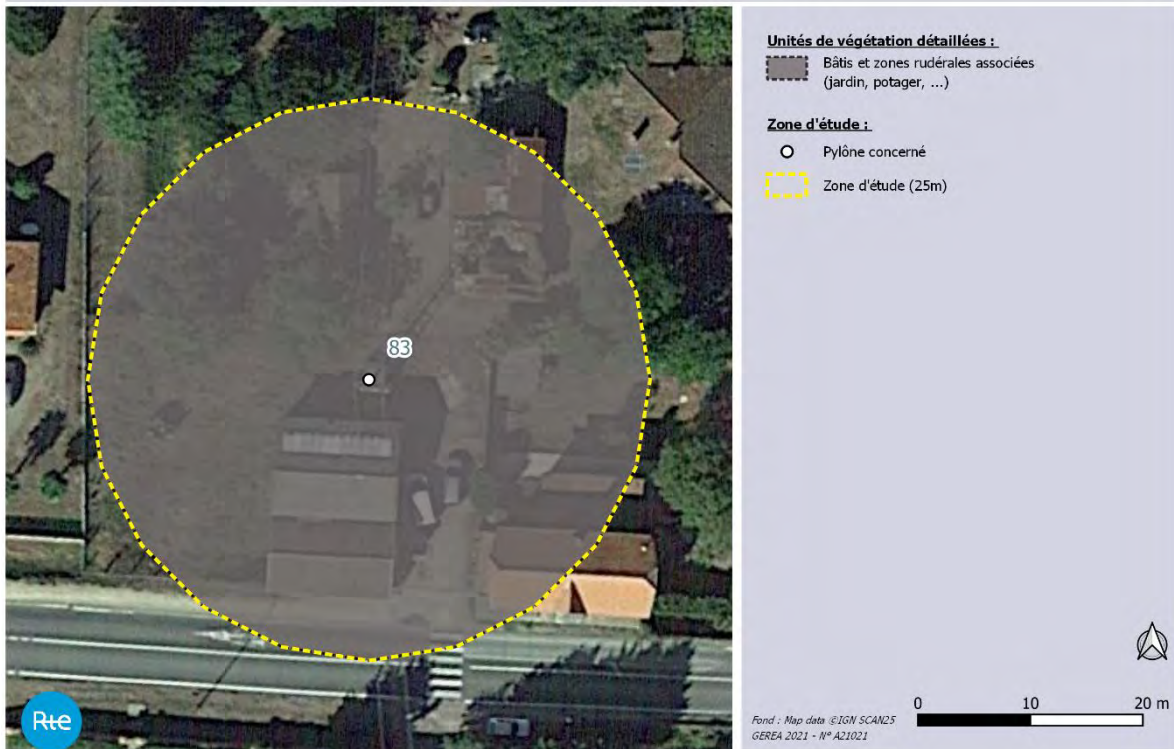 Unités de végétation détaillées :
Bâtis et zones rudérales associées
(jardin, potager, ...)
Zone d'étude :
Pylône concerné
Zone d'étude (25m)
83
Rte
Fond : Map data ©IGN SCAN25
GEREA 2021 - N° A21021
0 10 20 m